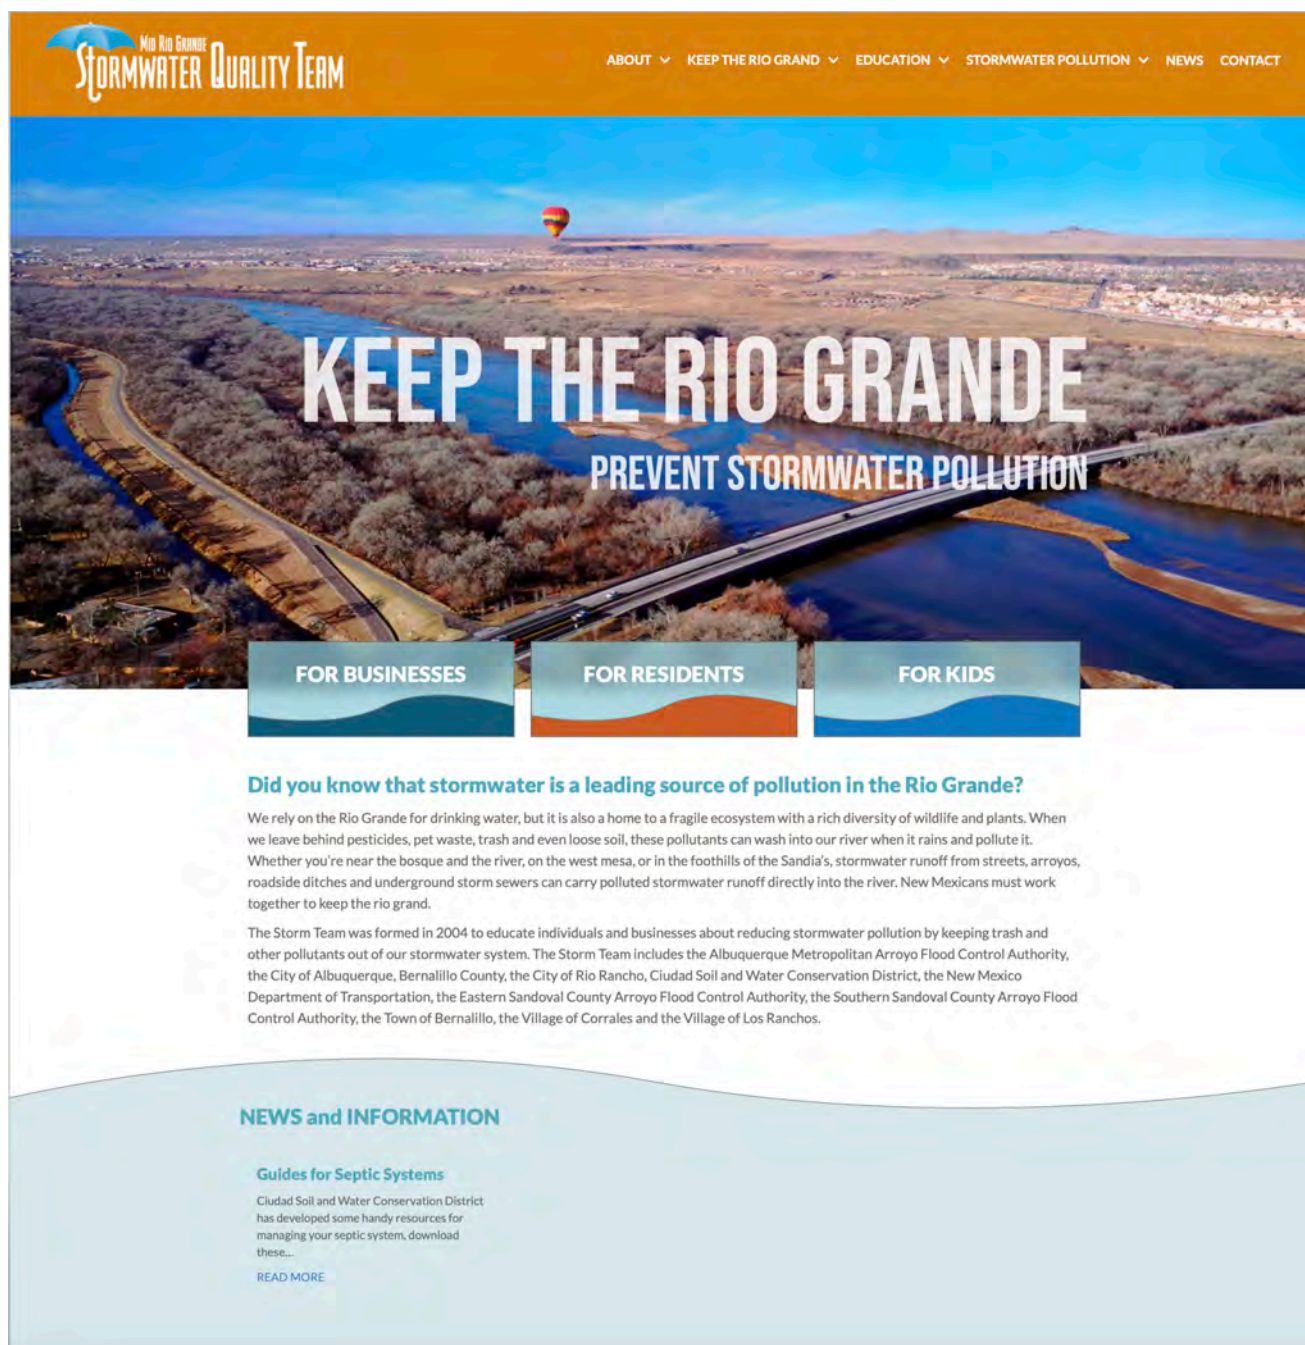 MID RIO GRANDE
STORMWATER QUALITY TEAM
ABOUT
KEEP THE RIO GRAND
EDUCATION
STORMWATER POLLUTION
NEWS
CONTACT
KEEP THE RIO GRANDE
PREVENT STORMWATER POLLUTION
FOR BUSINESSES
FOR RESIDENTS
FOR KIDS
Did you know that stormwater is a leading source of pollution in the Rio Grande?
We rely on the Rio Grande for drinking water, but it is also a home to a fragile ecosystem with a rich diversity of wildlife and plants. When
we leave behind pesticides, pet waste, trash and even loose soil, these pollutants can wash into our river when it rains and pollute it.
Whether you're near the bosque and the river, on the west mesa, or in the foothills of the Sandia's, stormwater runoff from streets, arroyos,
roadside ditches and underground storm sewers can carry polluted stormwater runoff directly into the river. New Mexicans must work
together to keep the rio grand.
The Storm Team was formed in 2004 to educate individuals and businesses about reducing stormwater pollution by keeping trash and
other pollutants out of our stormwater system. The Storm Team includes the Albuquerque Metropolitan Arroyo Flood Control Authority,
the City of Albuquerque, Bernalillo County, the City of Rio Rancho, Ciudad Soil and Water Conservation District, the New Mexico
Department of Transportation, the Eastern Sandoval County Arroyo Flood Control Authority, the Southern Sandoval County Arroyo Flood
Control Authority, the Town of Bernalillo, the Village of Corrales and the Village of Los Ranchos.
NEWS and INFORMATION
Guides for Septic Systems
Ciudad Soil and Water Conservation District
has developed some handy resources for
managing your septic system, download
these...
READ MORE